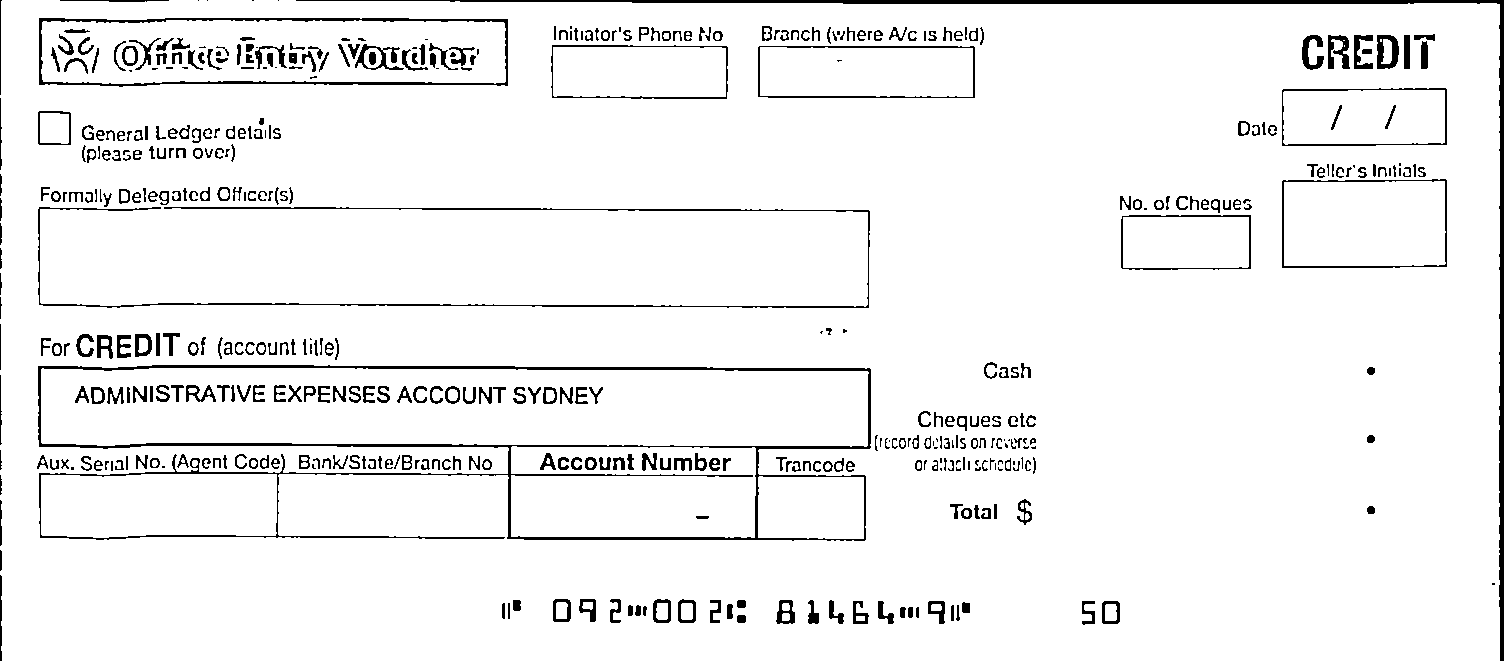 Office Entry Voucher
Initiator's Phone No
Branch (where A/c is held)
CREDIT
General Ledger details
(please turn over)
Date / /
Teller's Initials
Formally Delegated Officer(s)
No. of Cheques
For CREDIT of (account title)
ADMINISTRATIVE EXPENSES ACCOUNT SYDNEY
Cash
Cheques etc
(record details on reverse
or attach schedule)
Aux. Serial No. (Agent Code) Bank/State/Branch No Account Number Trancode
–
Total $
⑈ 092⑉002⑆ 81464⑉9⑈ 50